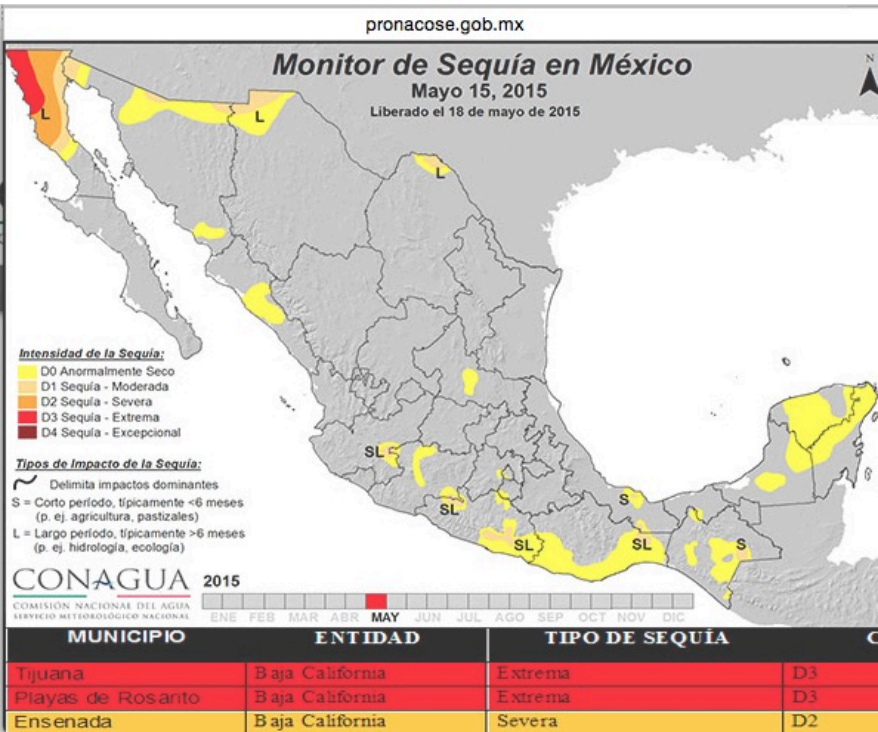 pronacose.gob.mx
Monitor de Sequía en México
Mayo 15, 2015
Liberado el 18 de mayo de 2015
N
L
L
L
Intensidad de la Sequía:
D0 Anormalmente Seco
D1 Sequía - Moderada
D2 Sequía - Severa
D3 Sequía - Extrema
D4 Sequía - Excepcional
Tipos de Impacto de la Sequía:
Delimita impactos dominantes
S = Corto período, típicamente <6 meses
(p. ej. agricultura, pastizales)
L = Largo período, típicamente >6 meses
(p. ej. hidrología, ecología)
SL
SL
S
SL
SL
S
CONAGUA
COMISIÓN NACIONAL DEL AGUA
SERVICIO METEOROLÓGICO NACIONAL
2015
ENE FEB MAR ABR MAY JUN JUL AGO SEP OCT NOV DIC
MUNICIPIO ENTIDAD TIPO DE SEQUÍA C
Tijuana Baja California Extrema D3
Playas de Rosarito Baja California Extrema D3
Ensenada Baja California Severa D2